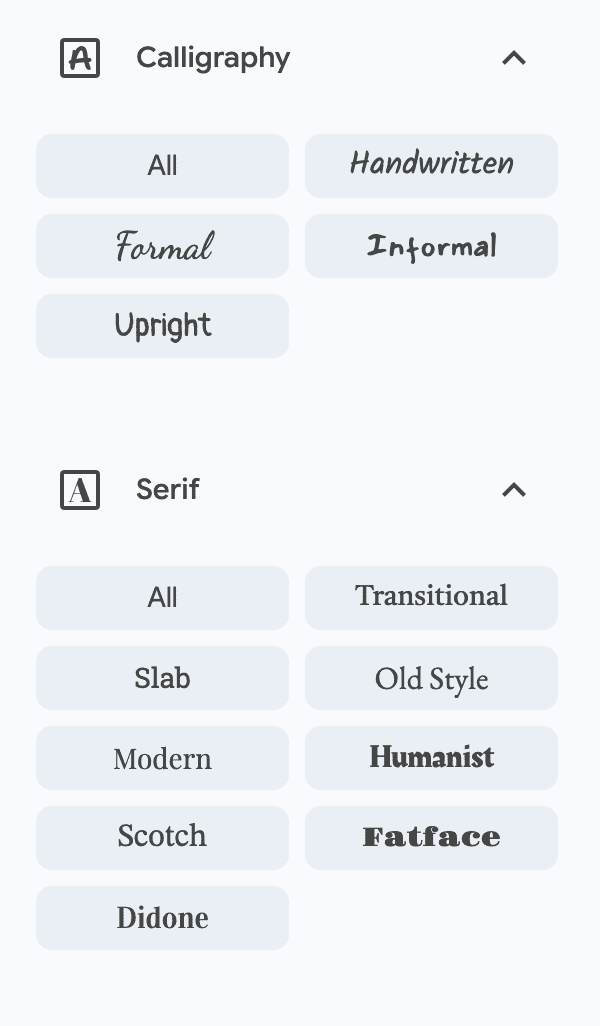 Calligraphy
All
Handwritten
Formal
Informal
Upright
Serif
All
Transitional
Slab
Old Style
Modern
Humanist
Scotch
Fatface
Didone